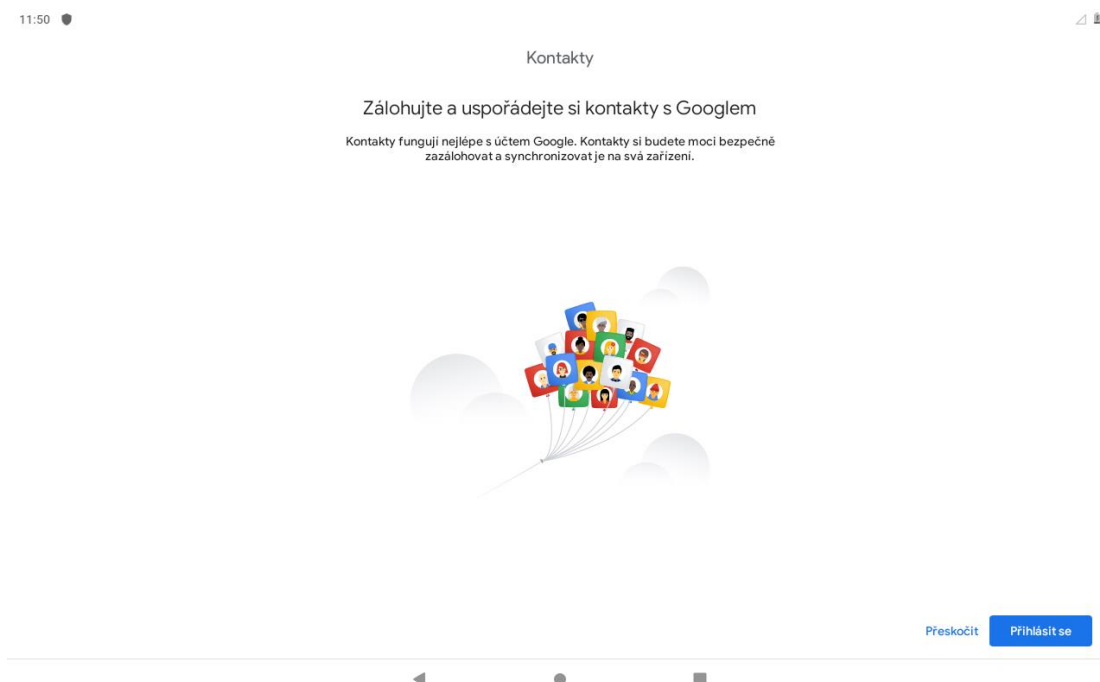 11:50
Kontakty
Zálohujte a uspořádejte si kontakty s Googlem
Kontakty fungují nejlépe s účtem Google. Kontakty si budete moci bezpečně
zazálohovat a synchronizovat je na svá zařízení.
Přeskočit
Přihlásit se